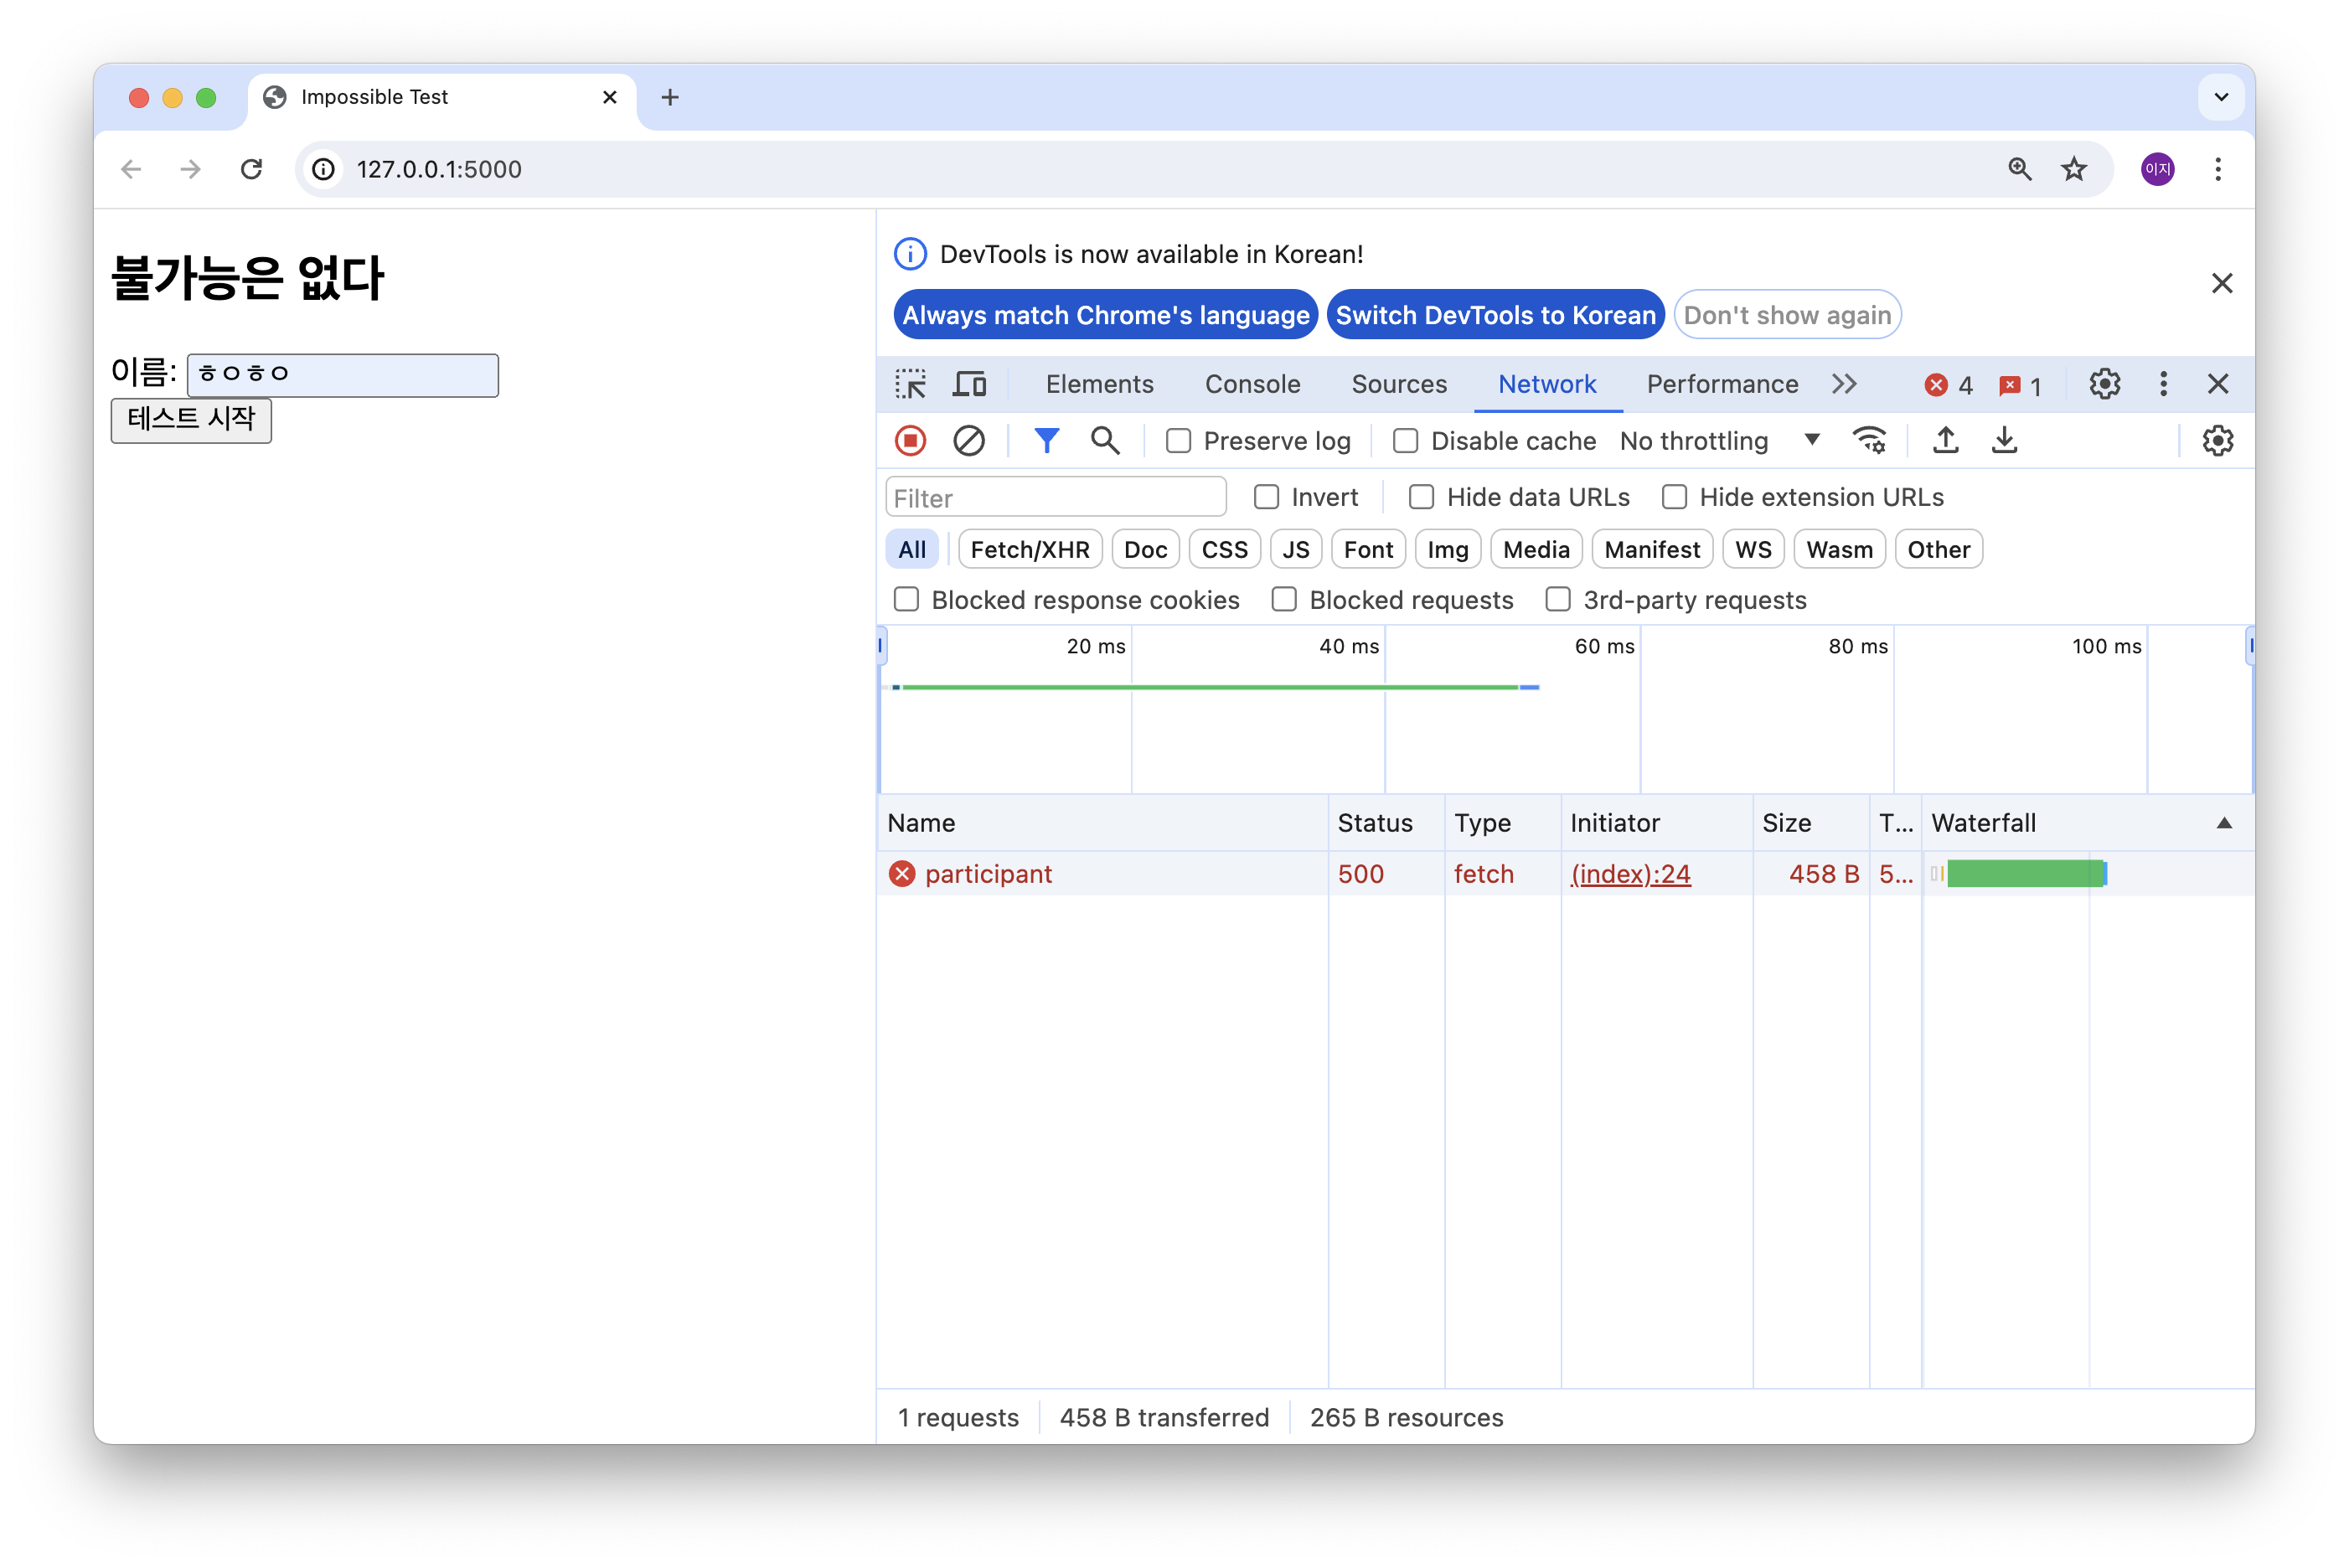 Impossible Test
127.0.0.1:5000
이지
불가능은 없다
이름: ㅎㅇㅎㅇ
테스트 시작
DevTools is now available in Korean!
Always match Chrome's language Switch DevTools to Korean Don't show again
Elements Console Sources Network Performance 4 1
Preserve log Disable cache No throttling
Filter Invert Hide data URLs Hide extension URLs
All Fetch/XHR Doc CSS JS Font Img Media Manifest WS Wasm Other
Blocked response cookies Blocked requests 3rd-party requests
20 ms 40 ms 60 ms 80 ms 100 ms
Name Status Type Initiator Size T... Waterfall
participant 500 fetch (index):24 458 B 5...
1 requests 458 B transferred 265 B resources